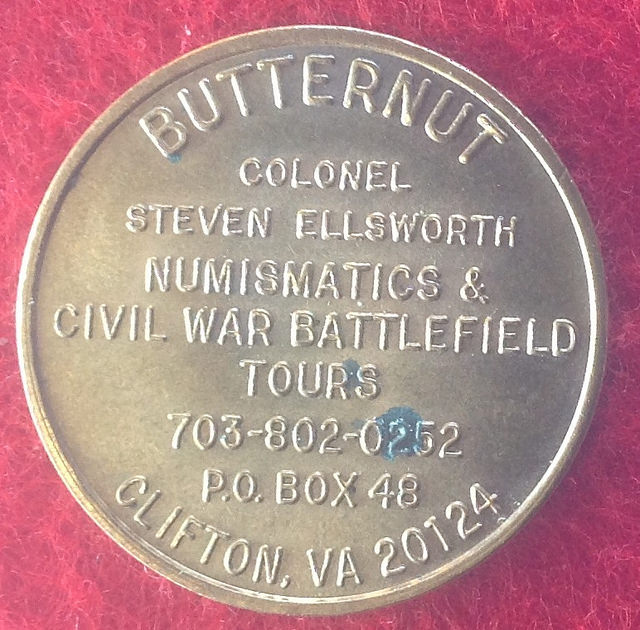 BUTTERNUT
COLONEL
STEVEN ELLSWORTH
NUMISMATICS &
CIVIL WAR BATTLEFIELD
TOURS
703-802-0252
P.O. BOX 48
CLIFTON, VA 20124